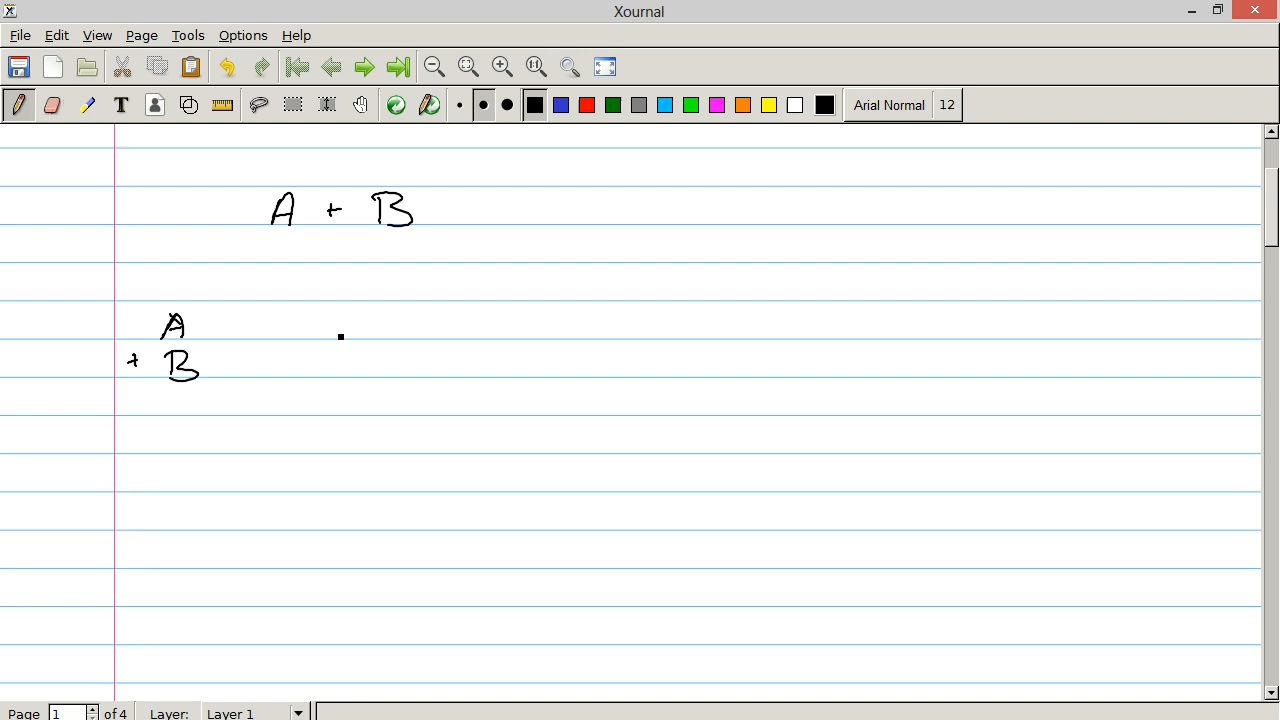 Xournal
File Edit View Page Tools Options Help
T Arial Normal 12
A + B
A
+ B
Page 1 of 4 Layer: Layer 1